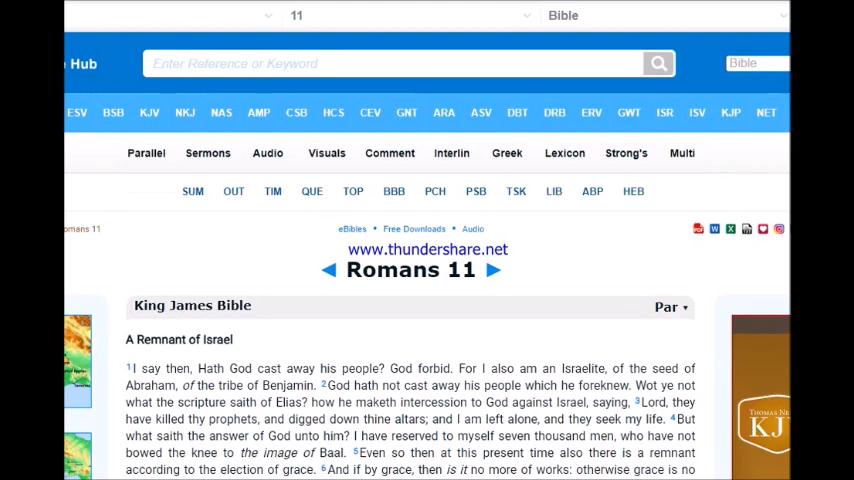 11 Bible
Hub Enter Reference or Keyword Bible
ESV BSB KJV NKJ NAS AMP CSB HCS CEV GNT ARA ASV DBT DRB ERV GWT ISR ISV KJP NET
Parallel Sermons Audio Visuals Comment Interlin Greek Lexicon Strong's Multi
SUM OUT TIM QUE TOP BBB PCH PSB TSK LIB ABP HEB
omans 11 eBibles • Free Downloads • Audio
www.thundershare.net
◄ Romans 11 ►
King James Bible Par ▾
A Remnant of Israel
1I say then, Hath God cast away his people? God forbid. For I also am an Israelite, of the seed of
Abraham, of the tribe of Benjamin. 2God hath not cast away his people which he foreknew. Wot ye not
what the scripture saith of Elias? how he maketh intercession to God against Israel, saying, 3Lord, they
have killed thy prophets, and digged down thine altars; and I am left alone, and they seek my life. 4But
what saith the answer of God unto him? I have reserved to myself seven thousand men, who have not
bowed the knee to the image of Baal. 5Even so then at this present time also there is a remnant
according to the election of grace. 6And if by grace, then is it no more of works: otherwise grace is no
THOMAS NE
KJ